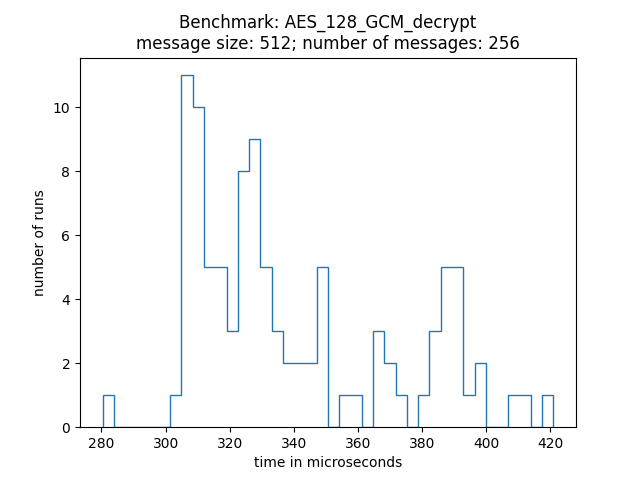 Benchmark: AES_128_GCM_decrypt
message size: 512; number of messages: 256
10
8
6
4
2
0
number of runs
280 300 320 340 360 380 400 420
time in microseconds